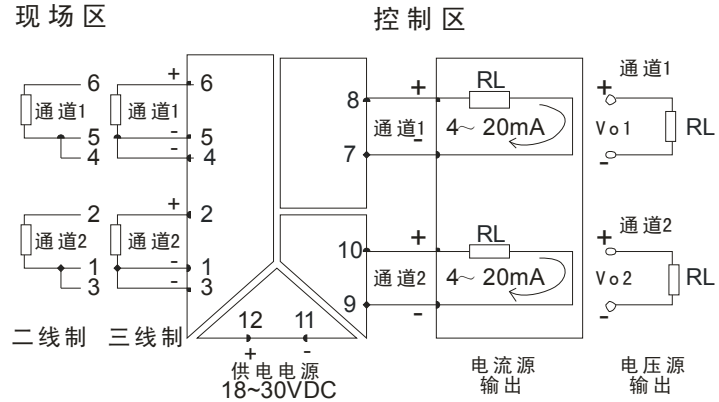 现场区
控制区
6
通道1
5
4
+
6
通道1
-
5
-
4
2
通道2
1
3
+
2
通道2
-
1
-
3
二线制
三线制
8
+
通道1
7
-
RL
4～20mA
通道1
+
Vo1
RL
-
10
+
通道2
9
-
RL
4～20mA
通道2
+
Vo2
RL
-
12
11
+
-
供电电源
18~30VDC
电流源
输出
电压源
输出